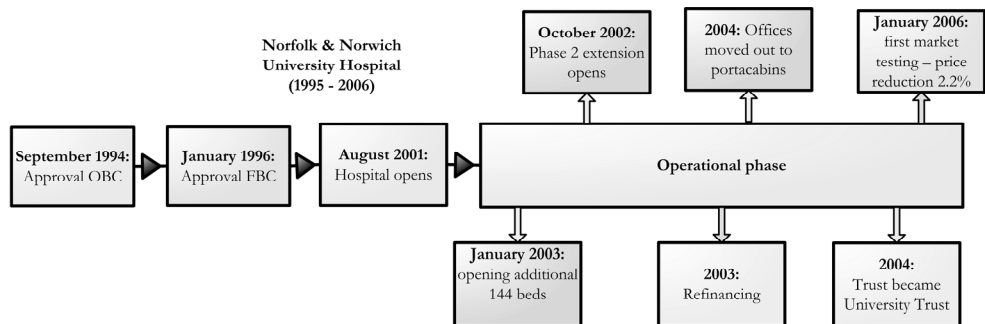 Norfolk & Norwich
University Hospital
(1995 - 2006)
October 2002:
Phase 2 extension
opens
2004: Offices
moved out to
portacabins
January 2006:
first market
testing – price
reduction 2.2%
September 1994:
Approval OBC
January 1996:
Approval FBC
August 2001:
Hospital opens
Operational phase
January 2003:
opening additional
144 beds
2003:
Refinancing
2004:
Trust became
University Trust